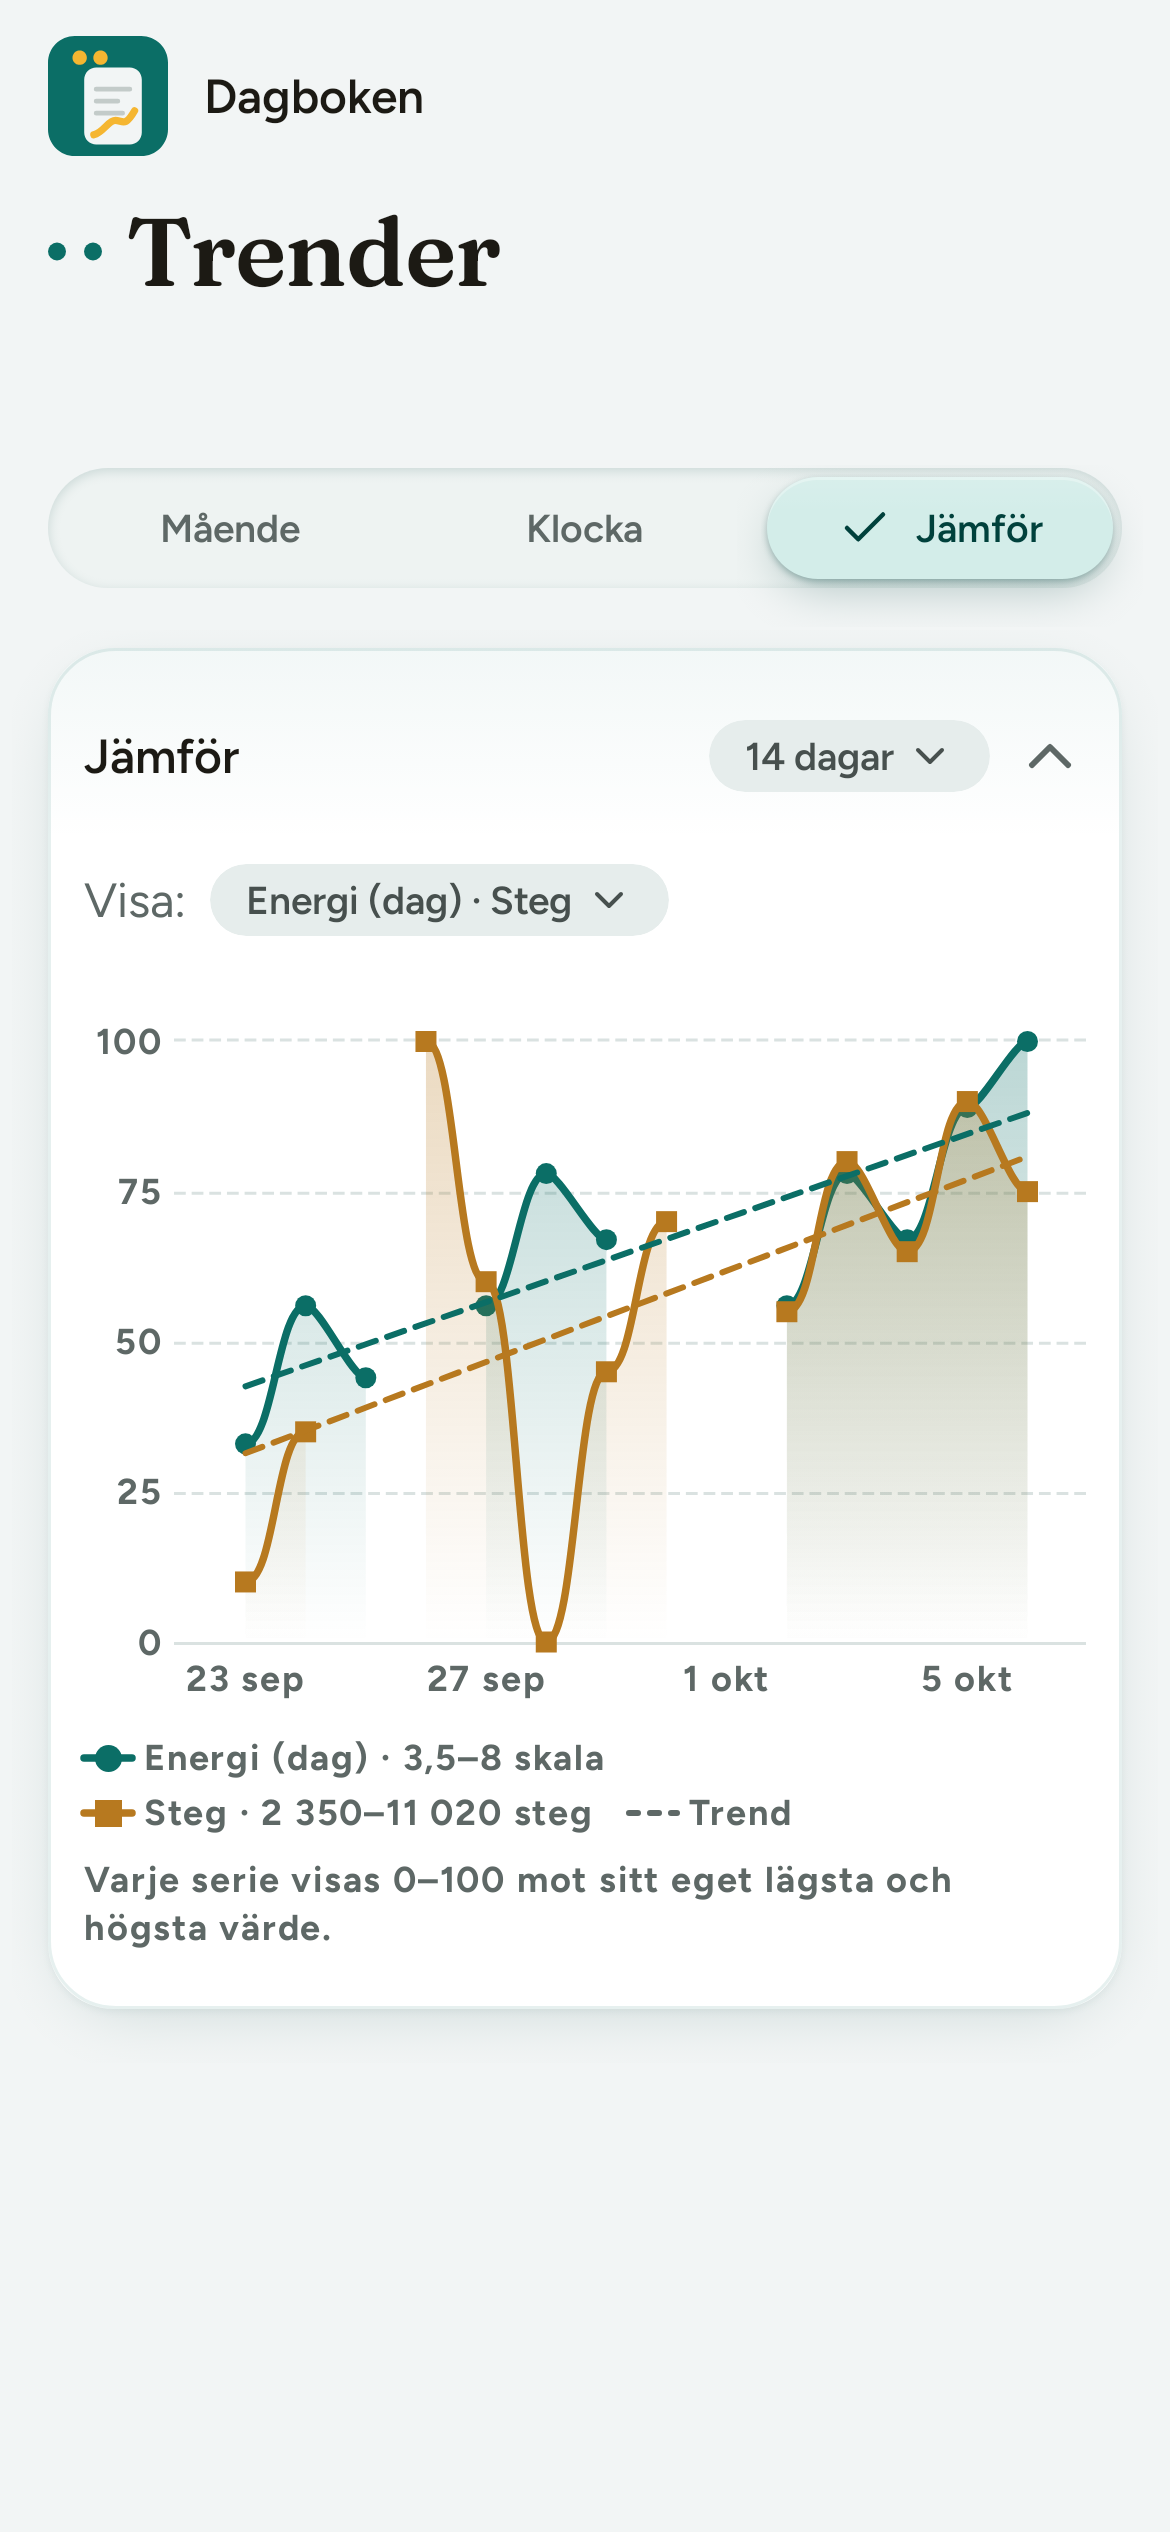 Dagboken
Trender
Mående
Klocka
Jämför
Jämför
14 dagar
Visa:
Energi (dag) · Steg
100
75
50
25
0
23 sep
27 sep
1 okt
5 okt
Energi (dag) · 3,5–8 skala
Steg · 2 350–11 020 steg
Trend
Varje serie visas 0–100 mot sitt eget lägsta och
högsta värde.